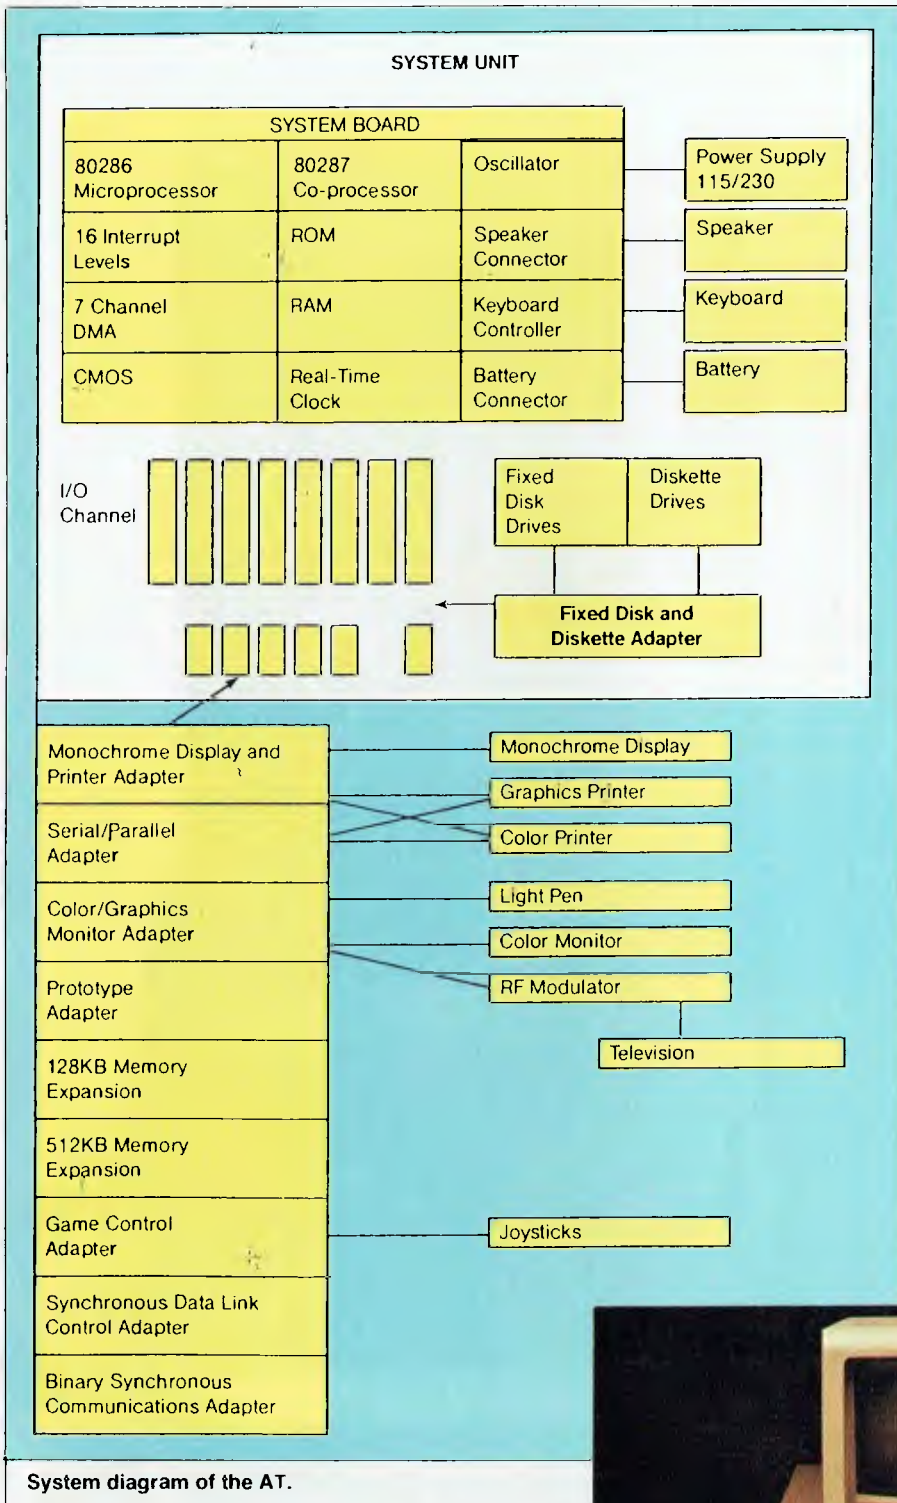 SYSTEM UNIT
SYSTEM BOARD
80286
Microprocessor
80287
Co-processor
Oscillator
Power Supply
115/230
16 Interrupt
Levels
ROM
Speaker
Connector
Speaker
7 Channel
DMA
RAM
Keyboard
Controller
Keyboard
CMOS
Real-Time
Clock
Battery
Connector
Battery
I/O
Channel
Fixed
Disk
Drives
Diskette
Drives
Fixed Disk and
Diskette Adapter
Monochrome Display and
Printer Adapter
Monochrome Display
Graphics Printer
Serial/Parallel
Adapter
Color Printer
Color/Graphics
Monitor Adapter
Light Pen
Color Monitor
RF Modulator
Television
Prototype
Adapter
128KB Memory
Expansion
512KB Memory
Expansion
Game Control
Adapter
Joysticks
Synchronous Data Link
Control Adapter
Binary Synchronous
Communications Adapter
System diagram of the AT.